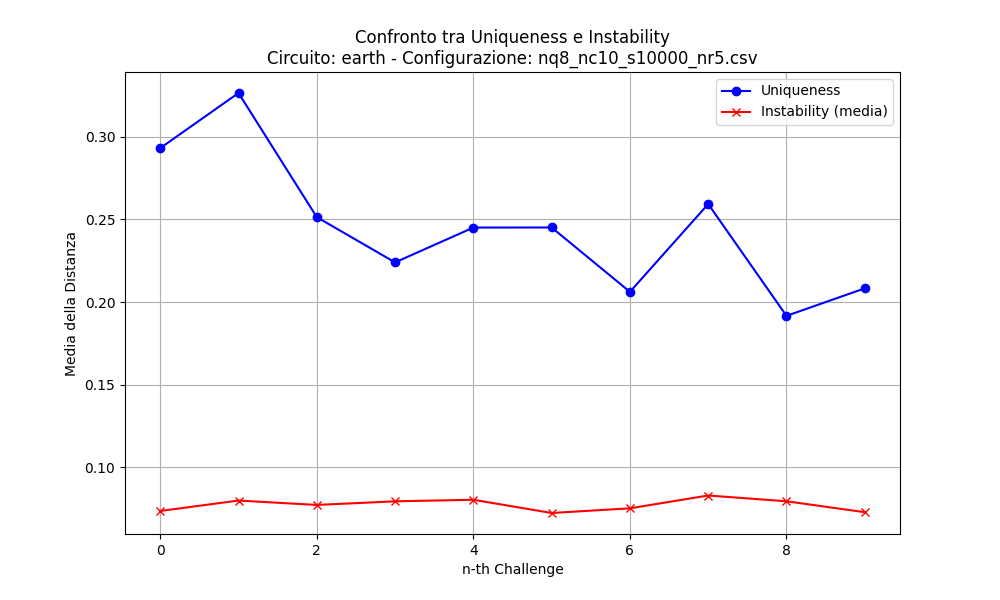 Confronto tra Uniqueness e Instability
Circuito: earth - Configurazione: nq8_nc10_s10000_nr5.csv
Uniqueness
Instability (media)
Media della Distanza
0.30
0.25
0.20
0.15
0.10
0 2 4 6 8
n-th Challenge